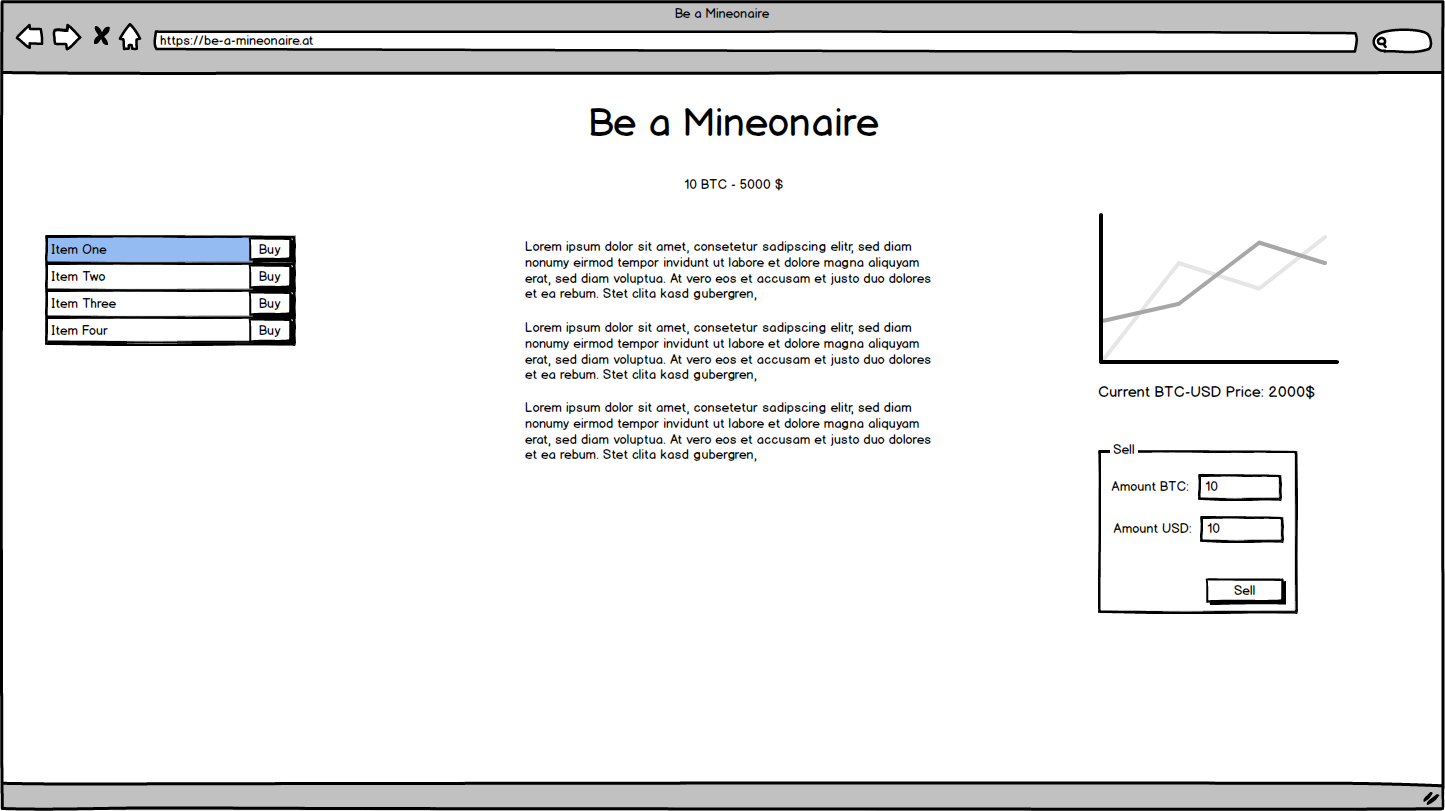 Be a Mineonaire
https://be-a-mineonaire.at
Be a Mineonaire
10 BTC - 5000 $
Item One Buy
Item Two Buy
Item Three Buy
Item Four Buy
Lorem ipsum dolor sit amet, consetetur sadipscing elitr, sed diam
nonumy eirmod tempor invidunt ut labore et dolore magna aliquyam
erat, sed diam voluptua. At vero eos et accusam et justo duo dolores
et ea rebum. Stet clita kasd gubergren,
Lorem ipsum dolor sit amet, consetetur sadipscing elitr, sed diam
nonumy eirmod tempor invidunt ut labore et dolore magna aliquyam
erat, sed diam voluptua. At vero eos et accusam et justo duo dolores
et ea rebum. Stet clita kasd gubergren,
Lorem ipsum dolor sit amet, consetetur sadipscing elitr, sed diam
nonumy eirmod tempor invidunt ut labore et dolore magna aliquyam
erat, sed diam voluptua. At vero eos et accusam et justo duo dolores
et ea rebum. Stet clita kasd gubergren,
Current BTC-USD Price: 2000$
Sell
Amount BTC: 10
Amount USD: 10
Sell